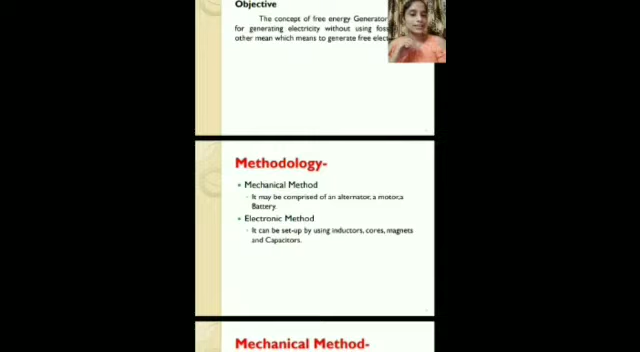 Objective
The concept of free energy Generator
for generating electricity without using
other mean which means to generate free
Methodology-
Mechanical Method
It may be comprised of an alternator, a motor,a
Battery.
Electronic Method
It can be set-up by using inductors, cores, magnets
and Capacitors.
Mechanical Method-